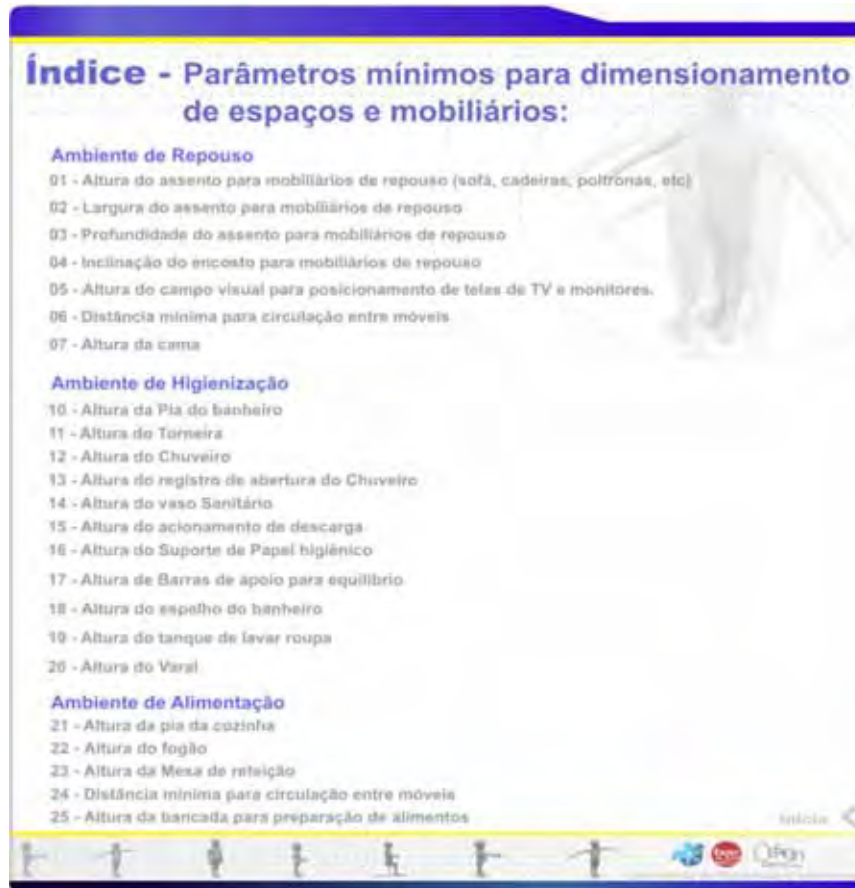 Índice - Parâmetros mínimos para dimensionamento
de espaços e mobiliários:
Ambiente de Repouso
01 - Altura do assento para mobiliários de repouso (sofá, cadeiras, poltronas, etc)
02 - Largura do assento para mobiliários de repouso
03 - Profundidade do assento para mobiliários de repouso
04 - Inclinação do encosto para mobiliários de repouso
05 - Altura do campo visual para posicionamento de telas de TV e monitores.
06 - Distância mínima para circulação entre móveis
07 - Altura da cama
Ambiente de Higienização
10 - Altura da Pia do banheiro
11 - Altura do Torneira
12 - Altura do Chuveiro
13 - Altura do registro de abertura do Chuveiro
14 - Altura do vaso Sanitário
15 - Altura do acionamento de descarga
16 - Altura do Suporte de Papel higiênico
17 - Altura de Barras de apoio para equilíbrio
18 - Altura do espelho do banheiro
19 - Altura do tanque de lavar roupa
20 - Altura do Varal
Ambiente de Alimentação
21 - Altura da pia da cozinha
22 - Altura do fogão
23 - Altura da Mexa de refeição
24 - Distância mínima para circulação entre móveis
25 - Altura da bancada para preparação de alimentos